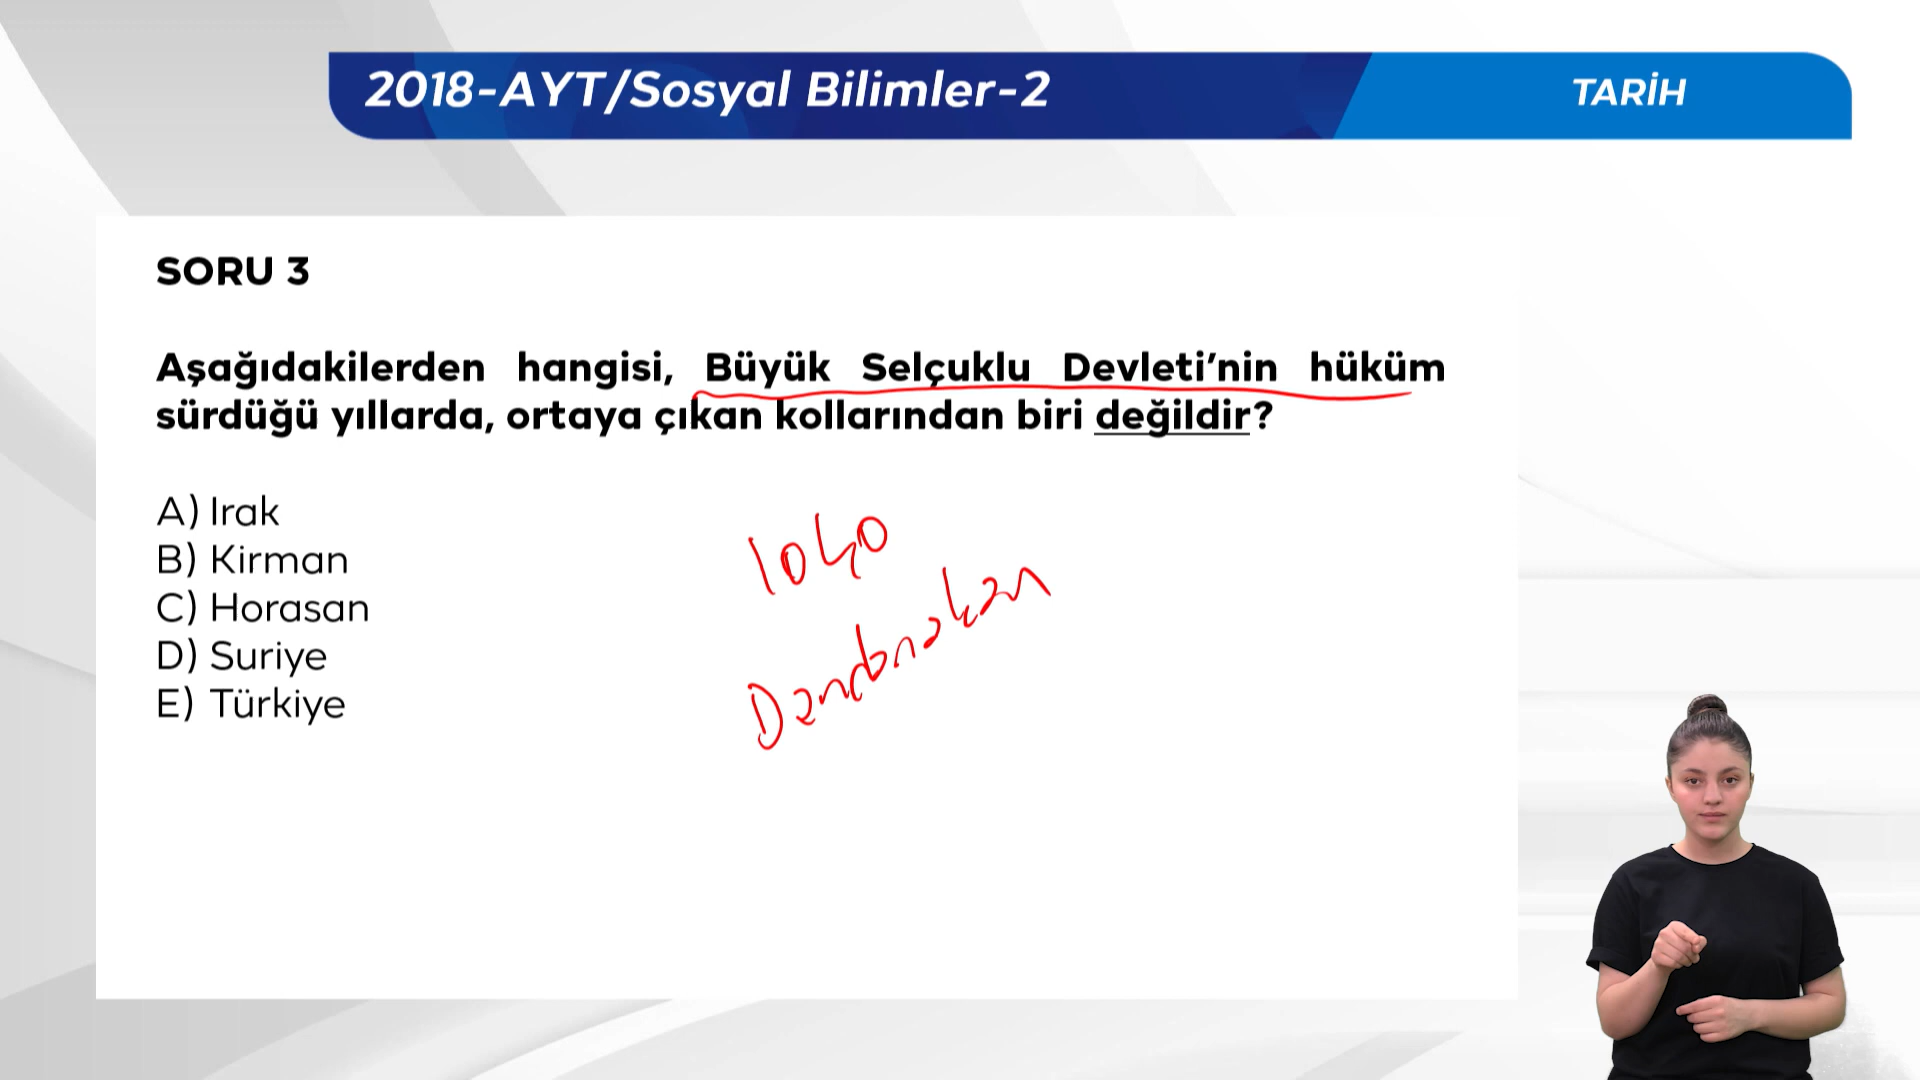 2018-AYT/Sosyal Bilimler-2
TARİH
SORU 3
Aşağıdakilerden hangisi, Büyük Selçuklu Devleti’nin hüküm
sürdüğü yıllarda, ortaya çıkan kollarından biri değildir?
A) Irak
B) Kirman
C) Horasan
D) Suriye
E) Türkiye
1040
Dandanakan